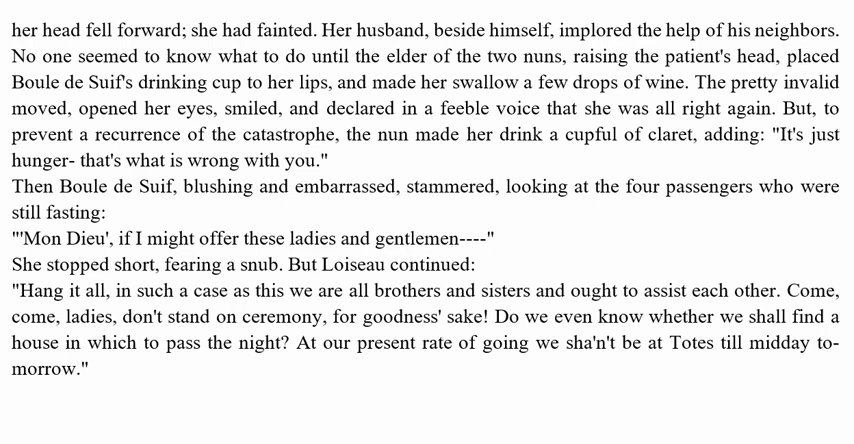 her head fell forward; she had fainted. Her husband, beside himself, implored the help of his neighbors.
No one seemed to know what to do until the elder of the two nuns, raising the patient's head, placed
Boule de Suif's drinking cup to her lips, and made her swallow a few drops of wine. The pretty invalid
moved, opened her eyes, smiled, and declared in a feeble voice that she was all right again. But, to
prevent a recurrence of the catastrophe, the nun made her drink a cupful of claret, adding: "It's just
hunger- that's what is wrong with you."
Then Boule de Suif, blushing and embarrassed, stammered, looking at the four passengers who were
still fasting:
"'Mon Dieu', if I might offer these ladies and gentlemen----"
She stopped short, fearing a snub. But Loiseau continued:
"Hang it all, in such a case as this we are all brothers and sisters and ought to assist each other. Come,
come, ladies, don't stand on ceremony, for goodness' sake! Do we even know whether we shall find a
house in which to pass the night? At our present rate of going we sha'n't be at Totes till midday to-
morrow."